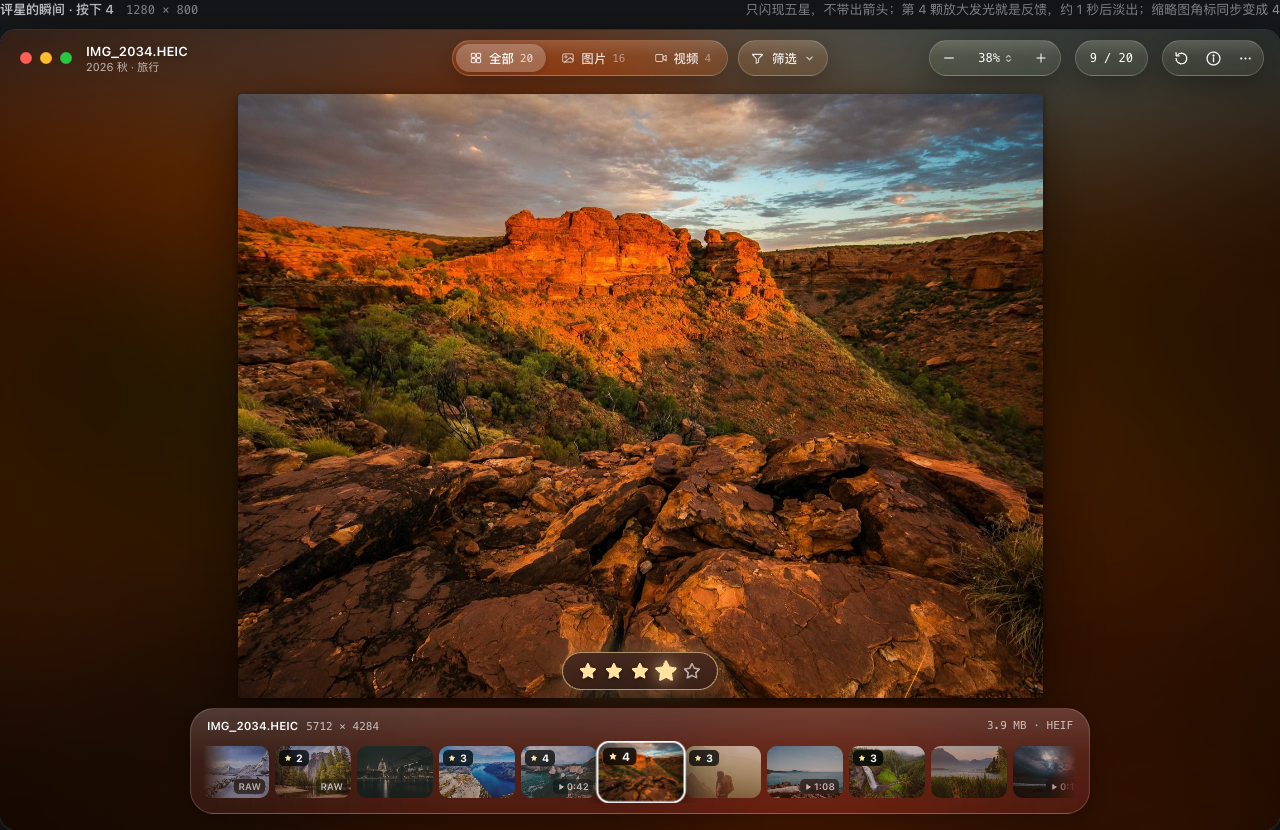 评星的瞬间 · 按下 4 1280 × 800
只闪现五星，不带出箭头；第 4 颗放大发光就是反馈，约 1 秒后淡出；缩略图角标同步变成 4
IMG_2034.HEIC
2026 秋 · 旅行
全部 20 图片 16 视频 4 筛选
38%
9 / 20
IMG_2034.HEIC 5712 × 4284
3.9 MB · HEIF
2 3 4 4 3 3
RAW RAW 0:42 1:08